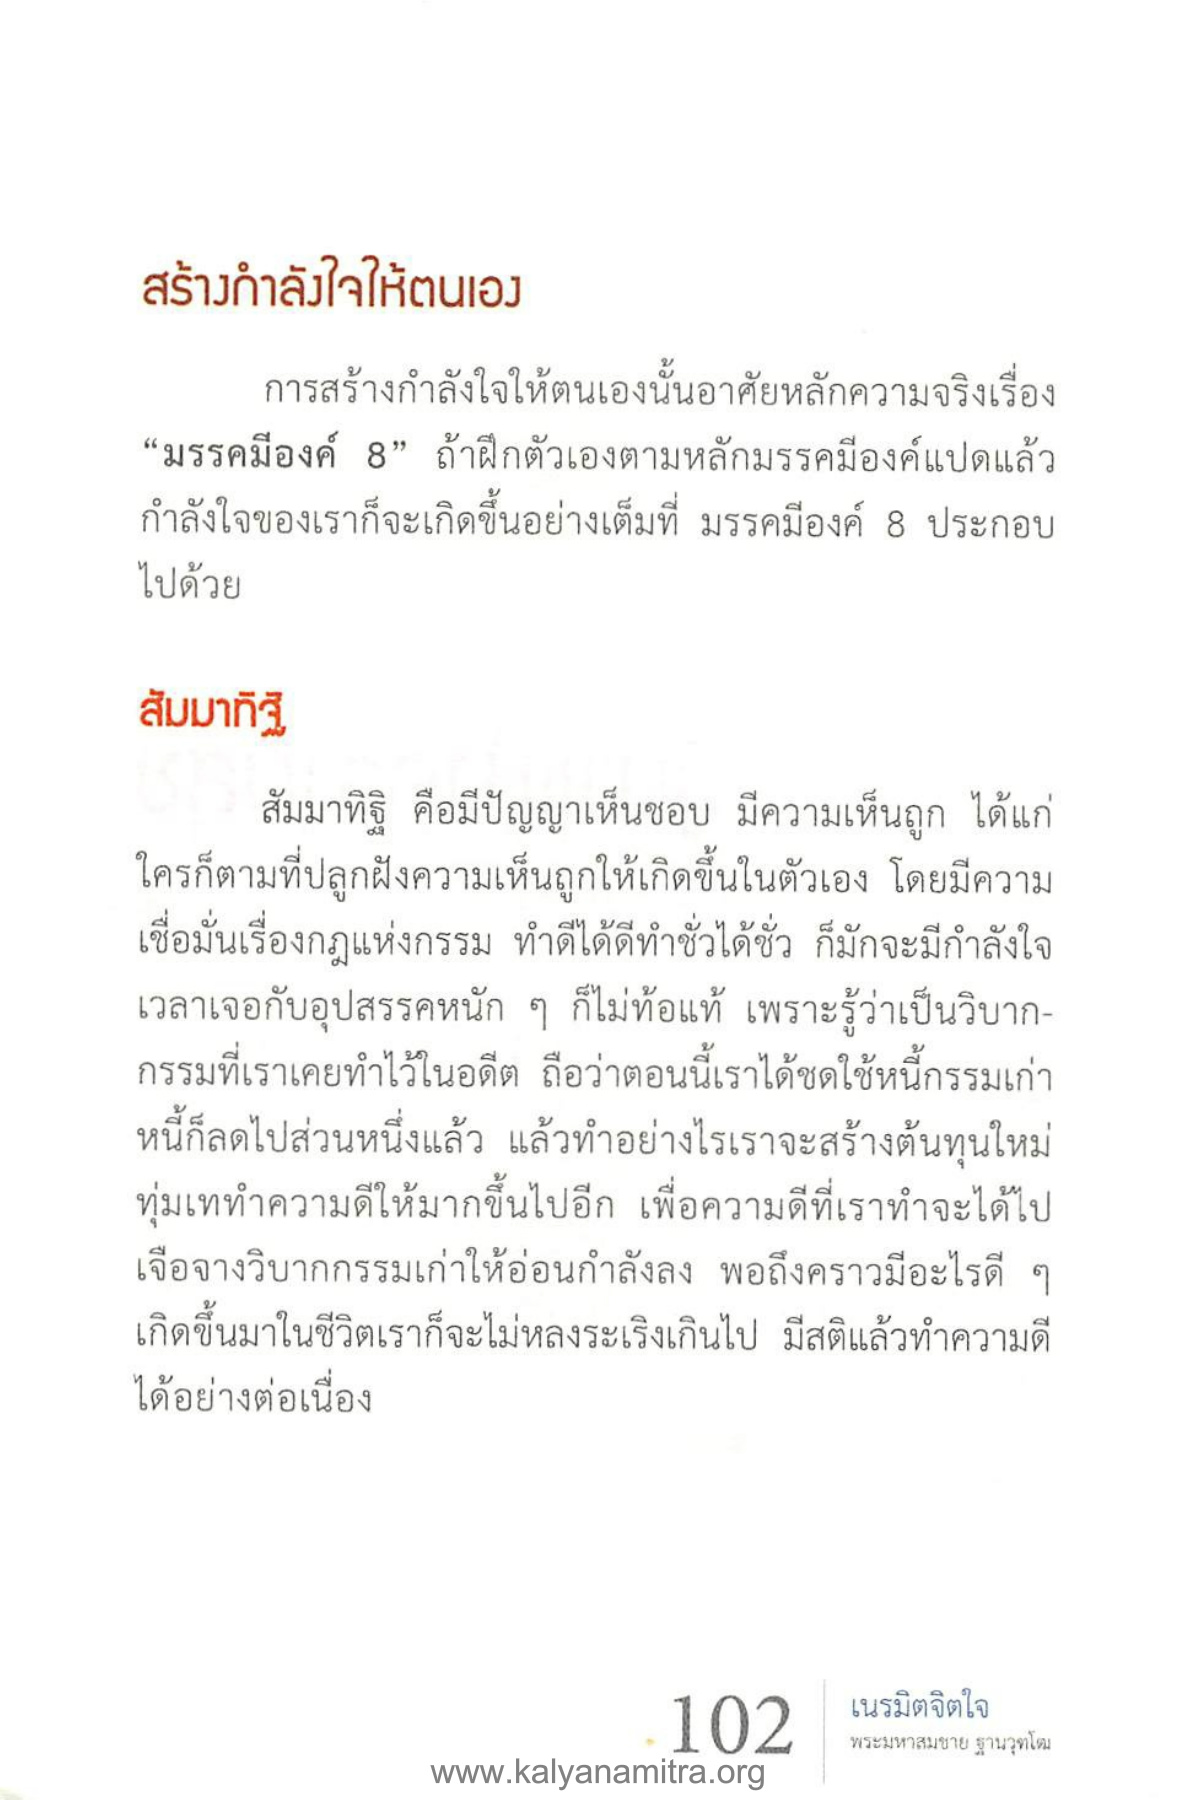 สร้างกำลังใจให้ตนเอง
การสร้างกำลังใจให้ตนเองนั้นอาศัยหลักความจริงเรื่อง
“มรรคมีองค์ 8” ถ้าฝึกตัวเองตามหลักมรรคมีองค์แปดแล้ว
กำลังใจของเราก็จะเกิดขึ้นอย่างเต็มที่ มรรคมีองค์ 8 ประกอบ
ไปด้วย
สัมมาทิฐิ
สัมมาทิฐิ คือมีปัญญาเห็นชอบ มีความเห็นถูก ได้แก่
ใครก็ตามที่ปลูกฝังความเห็นถูกให้เกิดขึ้นในตัวเอง โดยมีความ
เชื่อมั่นเรื่องกฎแห่งกรรม ทำดีได้ดีทำชั่วได้ชั่ว ก็มักจะมีกำลังใจ
เวลาเจอกับอุปสรรคหนัก ๆ ก็ไม่ท้อแท้ เพราะรู้ว่าเป็นวิบาก-
กรรมที่เราเคยทำไว้ในอดีต ถือว่าตอนนี้เราได้ชดใช้หนี้กรรมเก่า
หนี้ก็ลดไปส่วนหนึ่งแล้ว แล้วทำอย่างไรเราจะสร้างต้นทุนใหม่
ทุ่มเททำความดีให้มากขึ้นไปอีก เพื่อความดีที่เราทำจะได้ไป
เจือจางวิบากกรรมเก่าให้อ่อนกำลังลง พอถึงคราวมีอะไรดี ๆ
เกิดขึ้นมาในชีวิตเราก็จะไม่หลงระเริงเกินไป มีสติแล้วทำความดี
ได้อย่างต่อเนื่อง
102
เนรมิตจิตใจ
พระมหาสมชาย ฐานวุฑโฒ
www.kalyanamitra.org